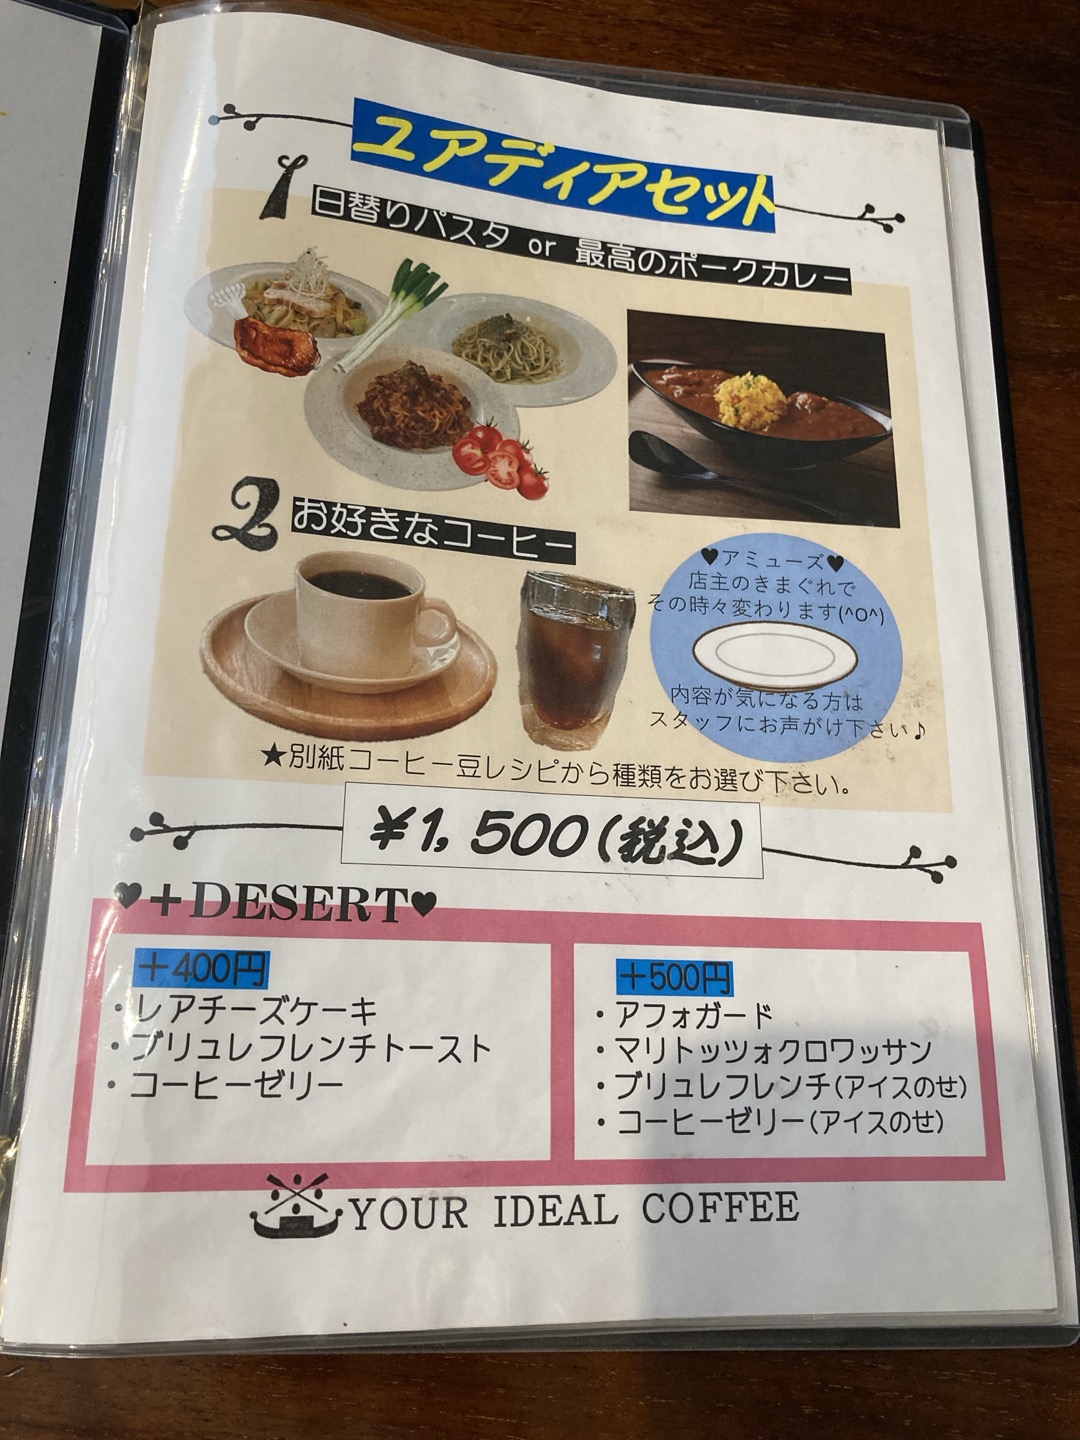 ユアディアセット
1 日替りパスタ or 最高のポークカレー
2 お好きなコーヒー
♥アミューズ♥
店主のきまぐれで
その時々変わります(^O^)
内容が気になる方は
スタッフにお声がけ下さい♪
★別紙コーヒー豆レシピから種類をお選び下さい。
¥1,500(税込)
♥+DESERT♥
+400円
・レアチーズケーキ
・ブリュレフレンチトースト
・コーヒーゼリー
+500円
・アフォガード
・マリトッツォクロワッサン
・ブリュレフレンチ(アイスのせ)
・コーヒーゼリー(アイスのせ)
YOUR IDEAL COFFEE